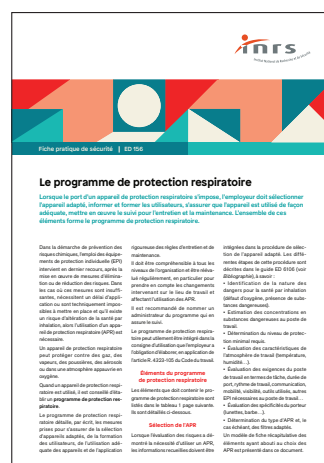 inrs
Fiche pratique de sécurité | ED 156
Le programme de protection respiratoire
Lorsque le port d'un appareil de protection respiratoire s'impose, l'employeur doit sélectionner
l'appareil adapté, informer et former les utilisateurs, s'assurer que l'appareil est utilisé de façon
adéquate, mettre en œuvre le suivi pour l'entretien et la maintenance. L'ensemble de ces
éléments forme le programme de protection respiratoire.
Dans la démarche de prévention des
risques chimiques, l'emploi des équipe-
ments de protection individuelle (EPI)
intervient en dernier recours, après la
mise en œuvre de mesures d'élimina-
tion ou de réduction des risques. Dans
les cas où ces mesures sont insuffi-
santes, nécessitent un délai d'appli-
cation ou sont techniquement impos-
sibles à mettre en place et qu'il existe
un risque d'altération de la santé par
inhalation, alors l'utilisation d'un appa-
reil de protection respiratoire (APR) est
nécessaire.
Un appareil de protection respiratoire
peut protéger contre des gaz, des
vapeurs, des poussières, des aérosols
ou dans une atmosphère appauvrie en
oxygène.
Quand un appareil de protection respi-
ratoire est utilisé, il est conseillé d'éta-
blir un programme de protection res-
piratoire.
Le programme de protection respi-
ratoire détaille, par écrit, les mesures
prises pour s'assurer de la sélection
d'appareils adaptés, de la formation
des utilisateurs, de l'utilisation adé-
quate des appareils et de l'application
rigoureuse des règles d'entretien et de
maintenance.
Il doit être compréhensible à tous les
niveaux de l'organisation et être rééva-
lué régulièrement, en particulier pour
prendre en compte les changements
intervenant sur le lieu de travail et
affectant l'utilisation des APR.
Il est recommandé de nommer un
administrateur du programme qui en
assure le suivi.
Le programme de protection respira-
toire peut utilement être intégré dans la
consigne d'utilisation que l'employeur a
l'obligation d'élaborer, en application de
l'article R. 4323-105 du Code du travail.
Éléments du programme
de protection respiratoire
Les éléments que doit contenir le pro-
gramme de protection respiratoire sont
listés dans le tableau 1 page suivante.
Ils sont détaillés ci-dessous.
Sélection de l'APR
Lorsque l'évaluation des risques a dé-
montré la nécessité d'utiliser un APR,
les informations recueillies doivent être
intégrées dans la procédure de sélec-
tion de l'appareil adapté. Les diffé-
rentes étapes de cette procédure sont
décrites dans le guide ED 6106 (voir
Bibliographie), à savoir :
• Identification de la nature des
dangers pour la santé par inhalation
(défaut d'oxygène, présence de subs-
tances dangereuses).
• Estimation des concentrations en
substances dangereuses au poste de
travail.
• Détermination du niveau de protec-
tion minimal requis.
• Évaluation des caractéristiques de
l'atmosphère de travail (température,
humidité...).
• Évaluation des exigences du poste
de travail en termes de tâche, durée de
port, rythme de travail, communication,
mobilité, visibilité, outils utilisés, autres
EPI nécessaires au poste de travail...
• Évaluation des spécificités du porteur
(lunettes, barbe...).
• Détermination du type d'APR et, le
cas échéant, des filtres adaptés.
Un modèle de fiche récapitulative des
éléments ayant abouti au choix des
APR est présenté dans ce document.